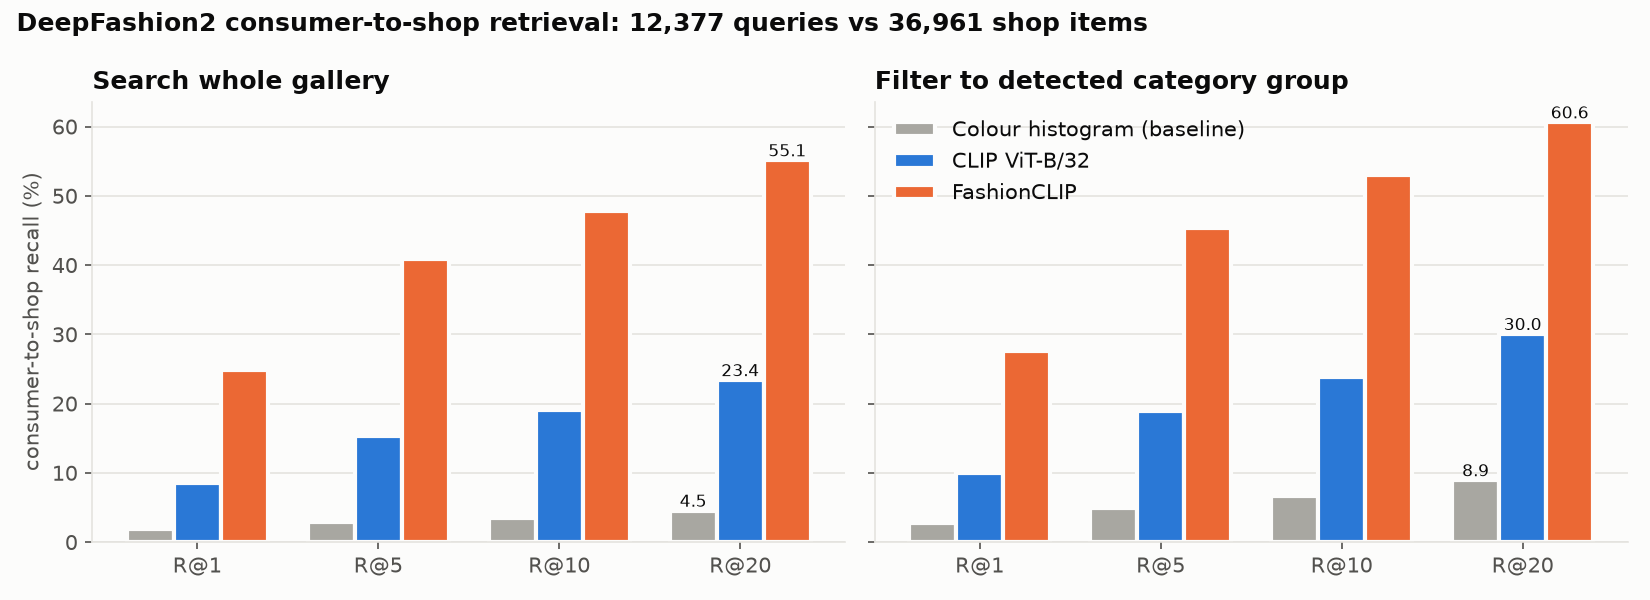 DeepFashion2 consumer-to-shop retrieval: 12,377 queries vs 36,961 shop items
Search whole gallery
consumer-to-shop recall (%)
60
50
40
30
20
10
0
4.5
23.4
55.1
R@1
R@5
R@10
R@20
Filter to detected category group
Colour histogram (baseline)
CLIP ViT-B/32
FashionCLIP
8.9
30.0
60.6
R@1
R@5
R@10
R@20